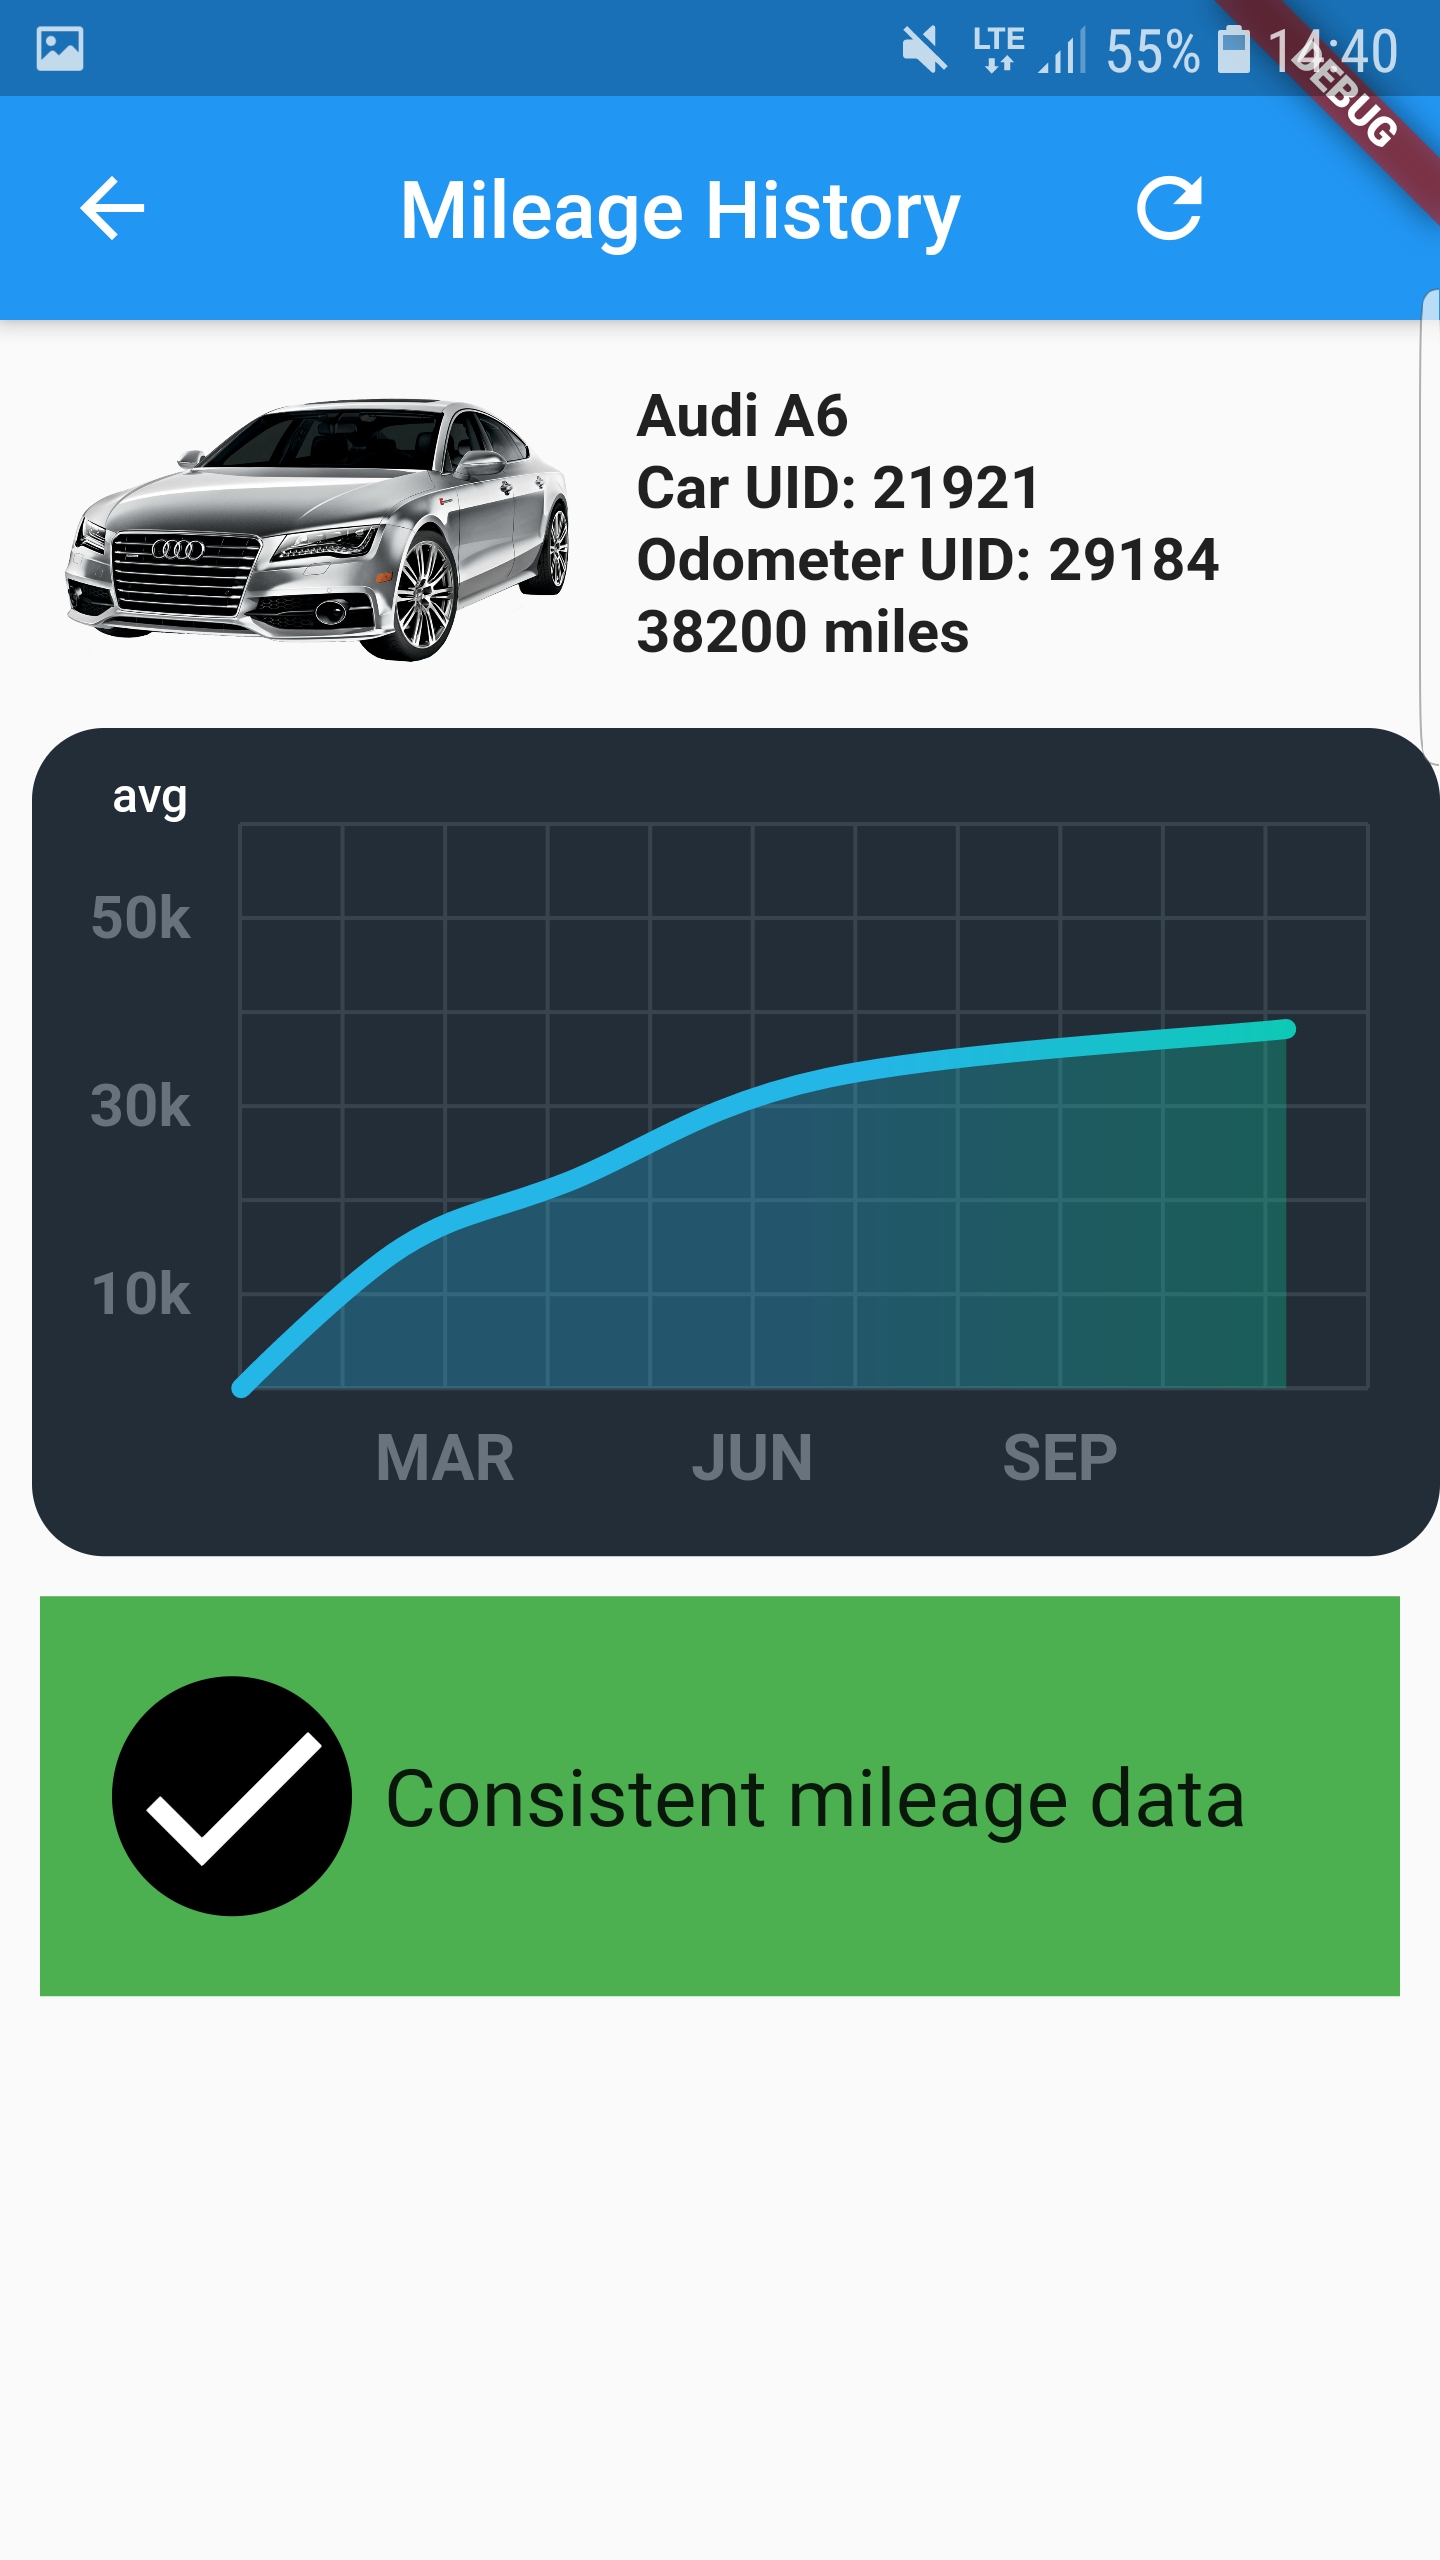 LTE 55% 14:40
DEBUG
Mileage History
Audi A6
Car UID: 21921
Odometer UID: 29184
38200 miles
avg
50k
30k
10k
MAR JUN SEP
Consistent mileage data